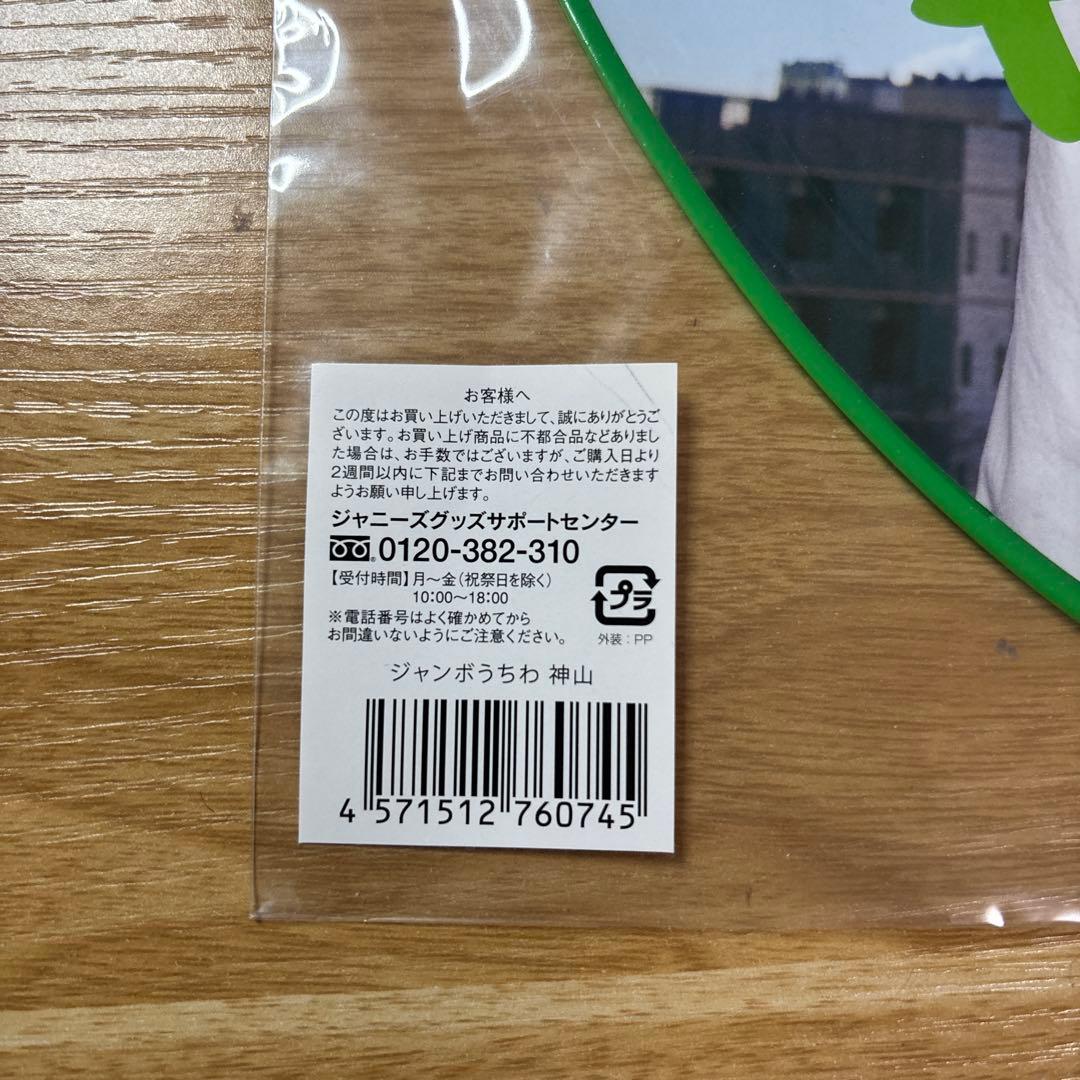 お客様へ
この度はお買い上げいただきまして、誠にありがとうご
ざいます。お買い上げ商品に不都合品などありまし
た場合は、お手数ではございますが、ご購入日より
2週間以内に下記までお問い合わせいただきます
ようお願い申し上げます。
ジャニーズグッズサポートセンター
0120-382-310
【受付時間】月～金(祝祭日を除く)
10:00～18:00
※電話番号はよく確かめてから
お間違いないようにご注意ください。
プラ
外装:PP
ジャンボうちわ 神山
4 571512 760745